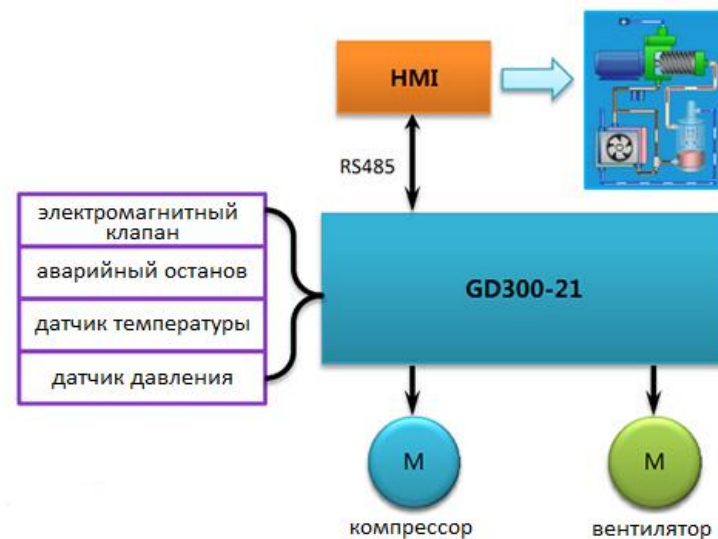 HMI
RS485
электромагнитный
клапан
аварийный останов
датчик температуры
датчик давления
GD300-21
M
компрессор
M
вентилятор